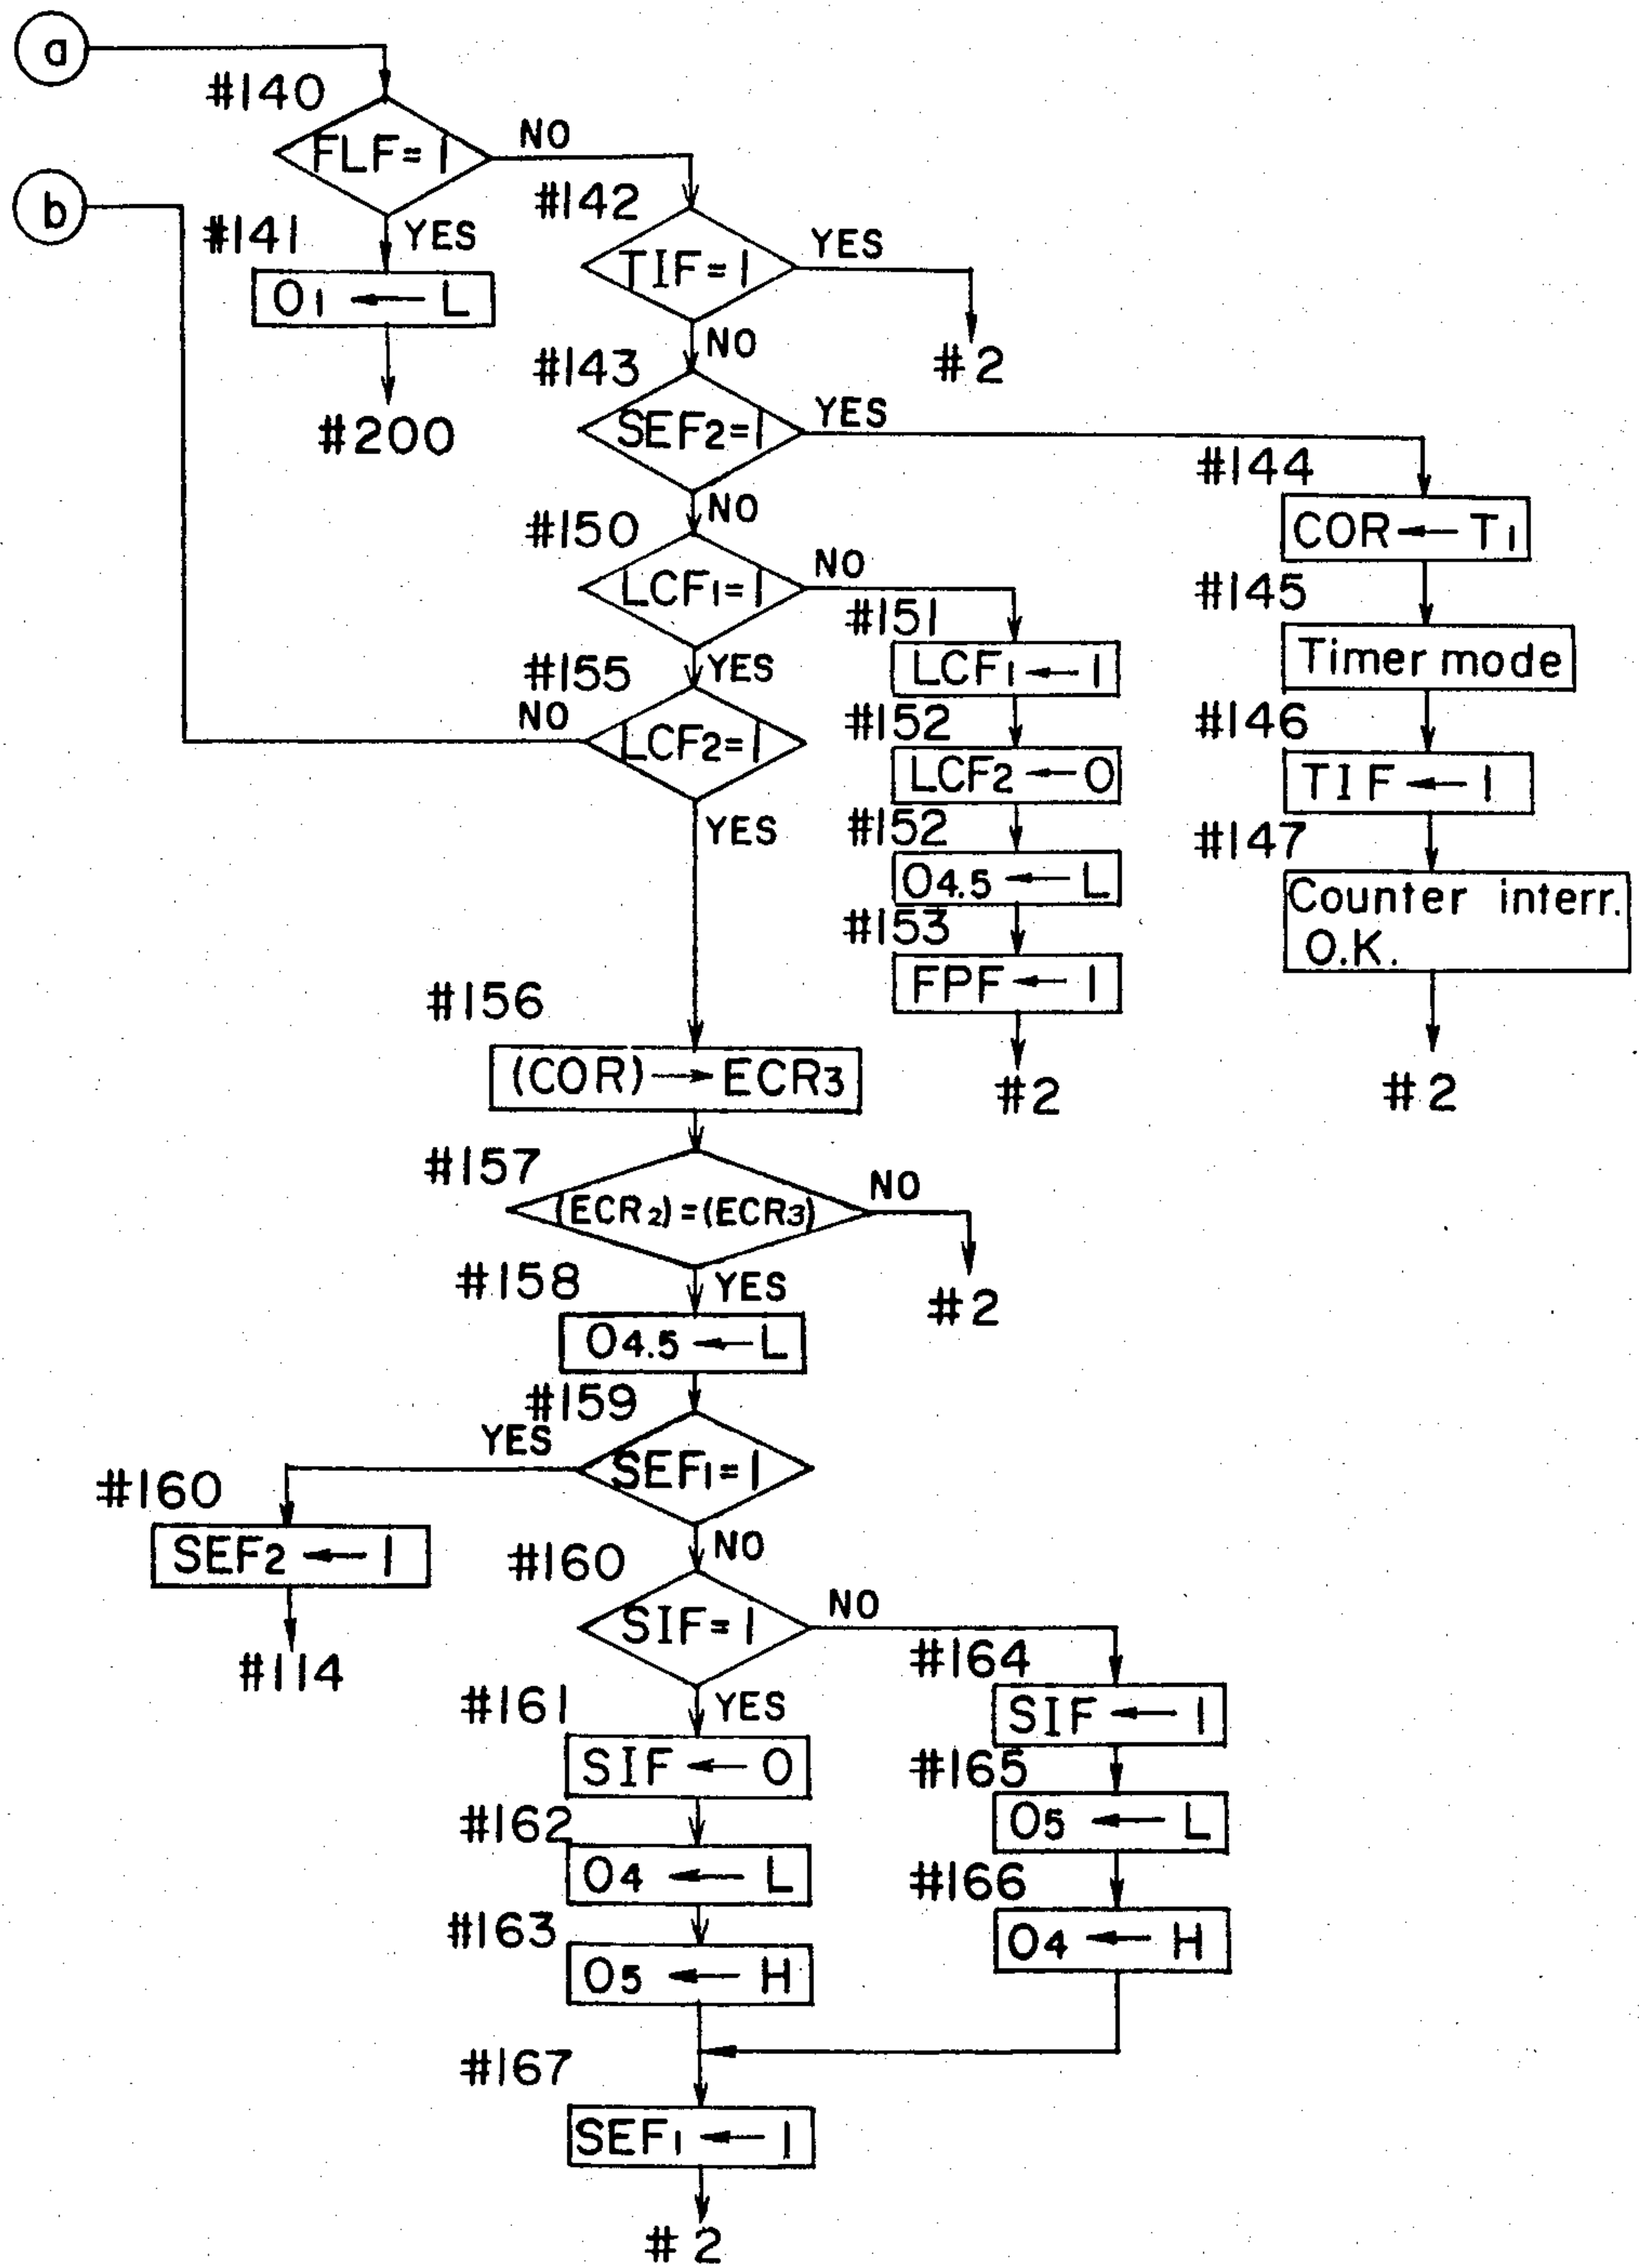 a
#140
FLF=1
NO
b
#141
YES
#142
TIF=1
YES
O1 ← L
#200
NO
#2
#143
SEF2=1
YES
#144
COR ← T1
NO
#150
LCF1=1
NO
#145
Timer mode
#151
LCF1 ← 1
YES
#155
NO
LCF2=1
#152
LCF2 ← 0
#146
TIF ← 1
YES
#152
O4.5 ← L
#147
Counter interr.
O.K.
#153
FPF ← 1
#156
(COR) → ECR3
#2
#2
#157
(ECR2)=(ECR3)
NO
#158
YES
#2
O4.5 ← L
#159
YES
SEF1=1
#160
SEF2 ← 1
NO
#160
SIF=1
NO
#114
#164
SIF ← 1
#161
YES
SIF ← 0
#165
O5 ← L
#162
O4 ← L
#166
O4 ← H
#163
O5 ← H
#167
SEF1 ← 1
#2